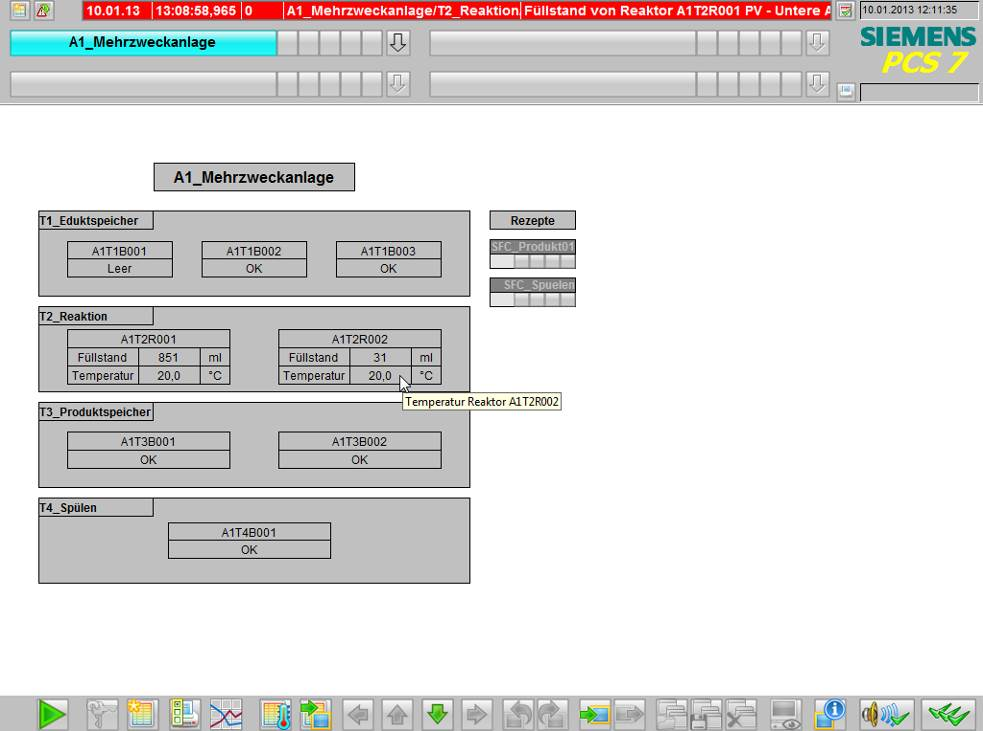 10.01.13 13:08:58,965 0 A1_Mehrzweckanlage/T2_Reaktion Füllstand von Reaktor A1T2R001 PV - Untere A
10.01.2013 12:11:35
A1_Mehrzweckanlage
SIEMENS
PCS 7
A1_Mehrzweckanlage
T1_Eduktspeicher
A1T1B001 A1T1B002 A1T1B003
Leer OK OK
Rezepte
SFC_Produkt01
SFC_Spuelen
T2_Reaktion
A1T2R001 A1T2R002
Füllstand 851 ml Füllstand 31 ml
Temperatur 20,0 °C Temperatur 20,0 °C
Temperatur Reaktor A1T2R002
T3_Produktspeicher
A1T3B001 A1T3B002
OK OK
T4_Spülen
A1T4B001
OK